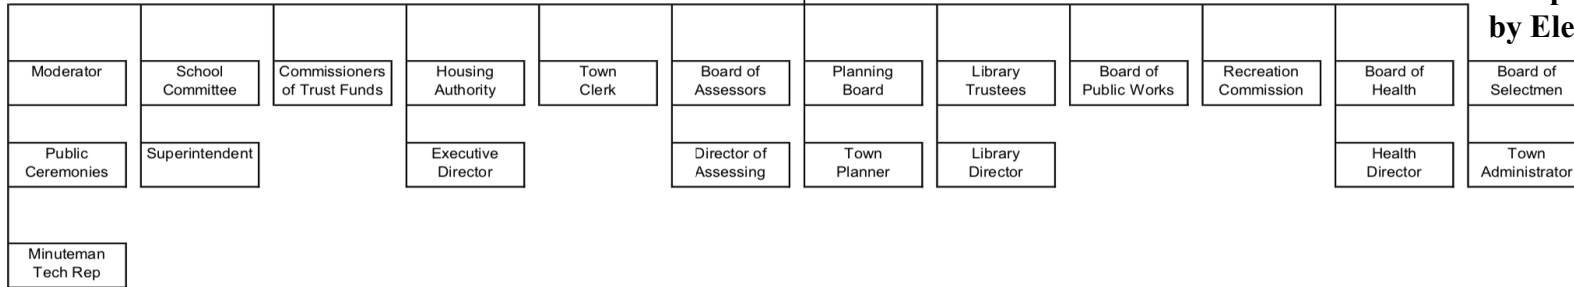 by Ele
Moderator
School
Committee
Commissioners
of Trust Funds
Housing
Authority
Town
Clerk
Board of
Assessors
Planning
Board
Library
Trustees
Board of
Public Works
Recreation
Commission
Board of
Health
Board of
Selectmen
Public
Ceremonies
Superintendent
Executive
Director
Director of
Assessing
Town
Planner
Library
Director
Health
Director
Town
Administrator
Minuteman
Tech Rep